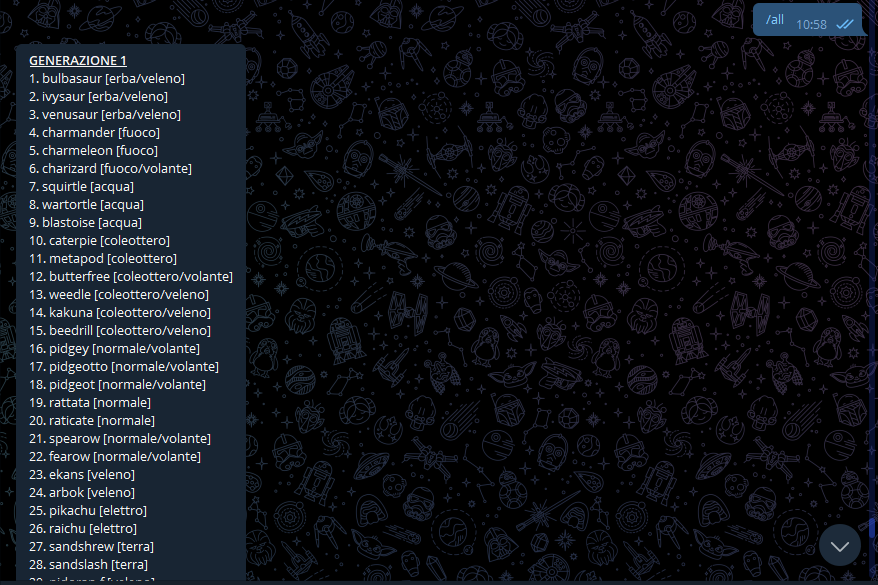 /all 10:58
GENERAZIONE 1
1. bulbasaur [erba/veleno]
2. ivysaur [erba/veleno]
3. venusaur [erba/veleno]
4. charmander [fuoco]
5. charmeleon [fuoco]
6. charizard [fuoco/volante]
7. squirtle [acqua]
8. wartortle [acqua]
9. blastoise [acqua]
10. caterpie [coleottero]
11. metapod [coleottero]
12. butterfree [coleottero/volante]
13. weedle [coleottero/veleno]
14. kakuna [coleottero/veleno]
15. beedrill [coleottero/veleno]
16. pidgey [normale/volante]
17. pidgeotto [normale/volante]
18. pidgeot [normale/volante]
19. rattata [normale]
20. raticate [normale]
21. spearow [normale/volante]
22. fearow [normale/volante]
23. ekans [veleno]
24. arbok [veleno]
25. pikachu [elettro]
26. raichu [elettro]
27. sandshrew [terra]
28. sandslash [terra]